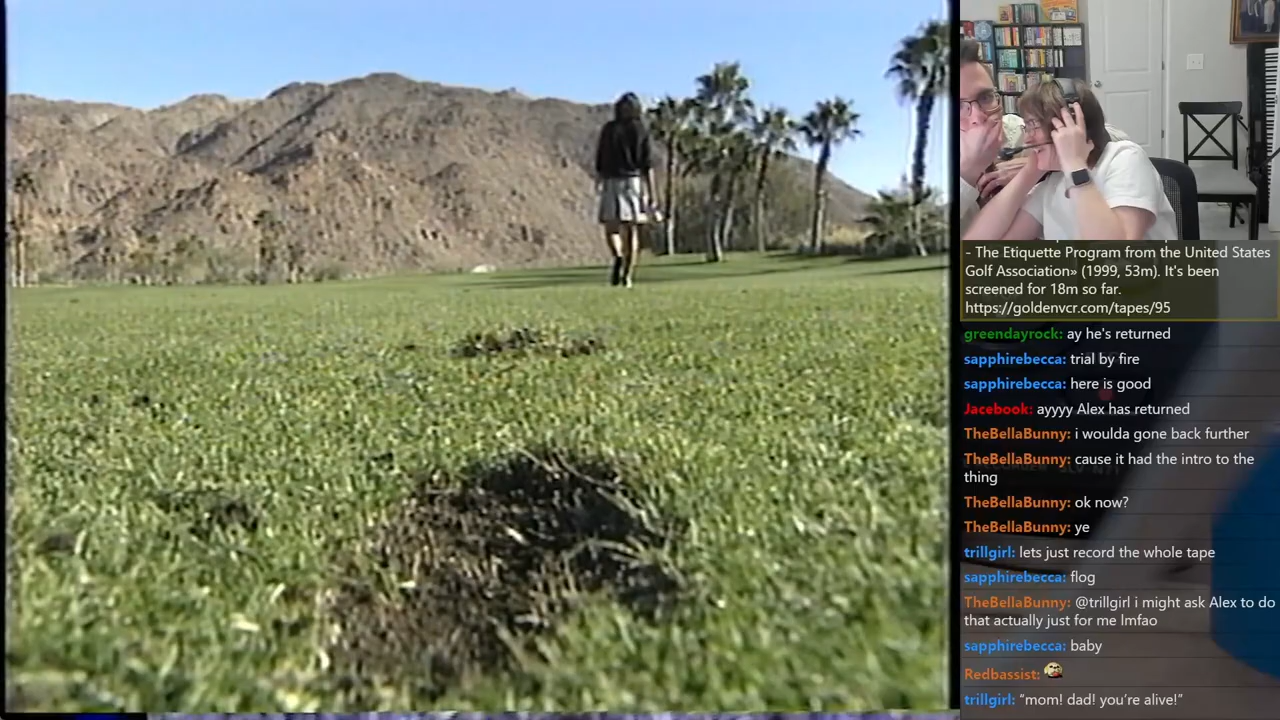 - The Etiquette Program from the United States
Golf Association» (1999, 53m). It's been
screened for 18m so far.
https://goldenvcr.com/tapes/95
greendayrock: ay he's returned
sapphirebecca: trial by fire
sapphirebecca: here is good
Jacebook: ayyyy Alex has returned
TheBellaBunny: i woulda gone back further
TheBellaBunny: cause it had the intro to the
thing
TheBellaBunny: ok now?
TheBellaBunny: ye
trillgirl: lets just record the whole tape
sapphirebecca: flog
TheBellaBunny: @trillgirl i might ask Alex to do
that actually just for me lmfao
sapphirebecca: baby
Redbassist:
trillgirl: “mom! dad! you’re alive!”